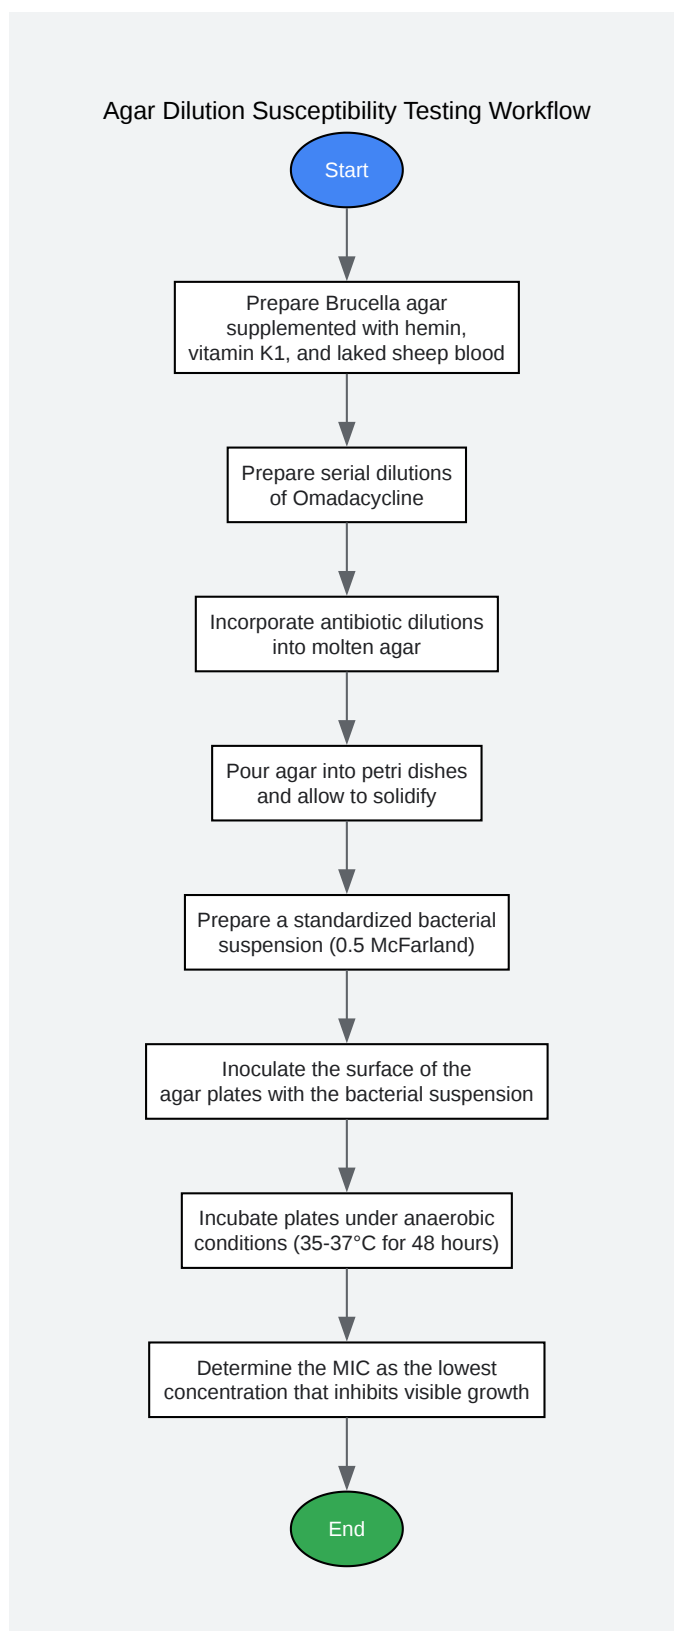 Agar Dilution Susceptibility Testing Workflow
Start
Prepare Brucella agar
supplemented with hemin,
vitamin K1, and laked sheep blood
Prepare serial dilutions
of Omadacycline
Incorporate antibiotic dilutions
into molten agar
Pour agar into petri dishes
and allow to solidify
Prepare a standardized bacterial
suspension (0.5 McFarland)
Inoculate the surface of the
agar plates with the bacterial suspension
Incubate plates under anaerobic
conditions (35-37°C for 48 hours)
Determine the MIC as the lowest
concentration that inhibits visible growth
End